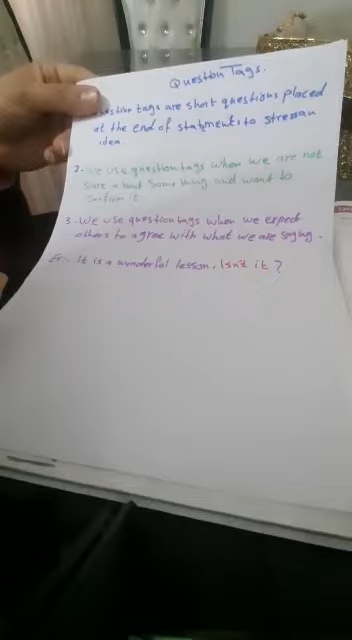 Question Tags.
question tags are short questions placed
at the end of statments to stress an
idea
2- We use question tags when we are not
sure about Something and want to
Confirm it
3- We use question tags when we expect
others to agree with what we are saying.
Ex:- It is a wonderful lesson. Isn't it ?